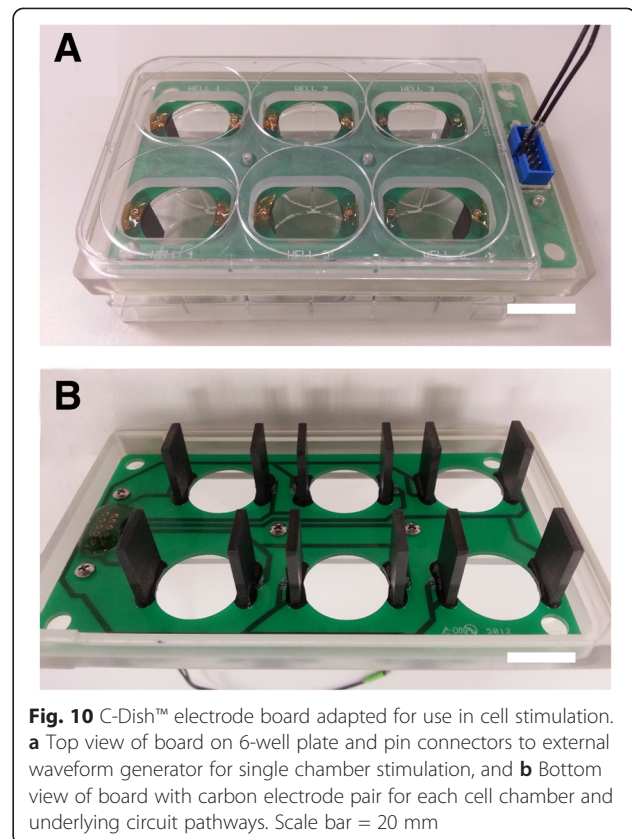 A
WELL 1
WELL 2
WELL 3
B
5012
Fig. 10 C-Dish™ electrode board adapted for use in cell stimulation.
a Top view of board on 6-well plate and pin connectors to external
waveform generator for single chamber stimulation, and b Bottom
view of board with carbon electrode pair for each cell chamber and
underlying circuit pathways. Scale bar = 20 mm